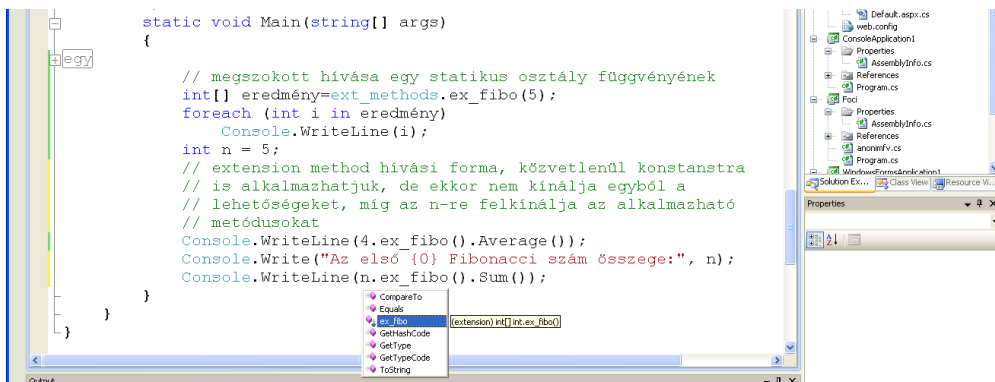 static void Main(string[] args)
{
egy
// megszokott hívása egy statikus osztály függvényének
int[] eredmény=ext_methods.ex_fibo(5);
foreach (int i in eredmény)
Console.WriteLine(i);
int n = 5;
// extension method hívási forma, közvetlenül konstanstra
// is alkalmazhatjuk, de ekkor nem kínálja egyből a
// lehetőségeket, míg az n-re felkínálja az alkalmazható
// metódusokat
Console.WriteLine(4.ex_fibo().Average());
Console.Write("Az első {0} Fibonacci szám összege:", n);
Console.WriteLine(n.ex_fibo().Sum());
}
}
}
CompareTo
Equals
ex_fibo
GetHashCode
GetType
GetTypeCode
ToString
(extension) int[] int.ex_fibo()
Output
Default.aspx.cs
web.config
ConsoleApplication1
Properties
AssemblyInfo.cs
References
Program.cs
Foci
Properties
AssemblyInfo.cs
References
anonimfv.cs
Program.cs
WindowsFormsApplication1
Solution Ex...
Class View
Resource Vi...
Properties